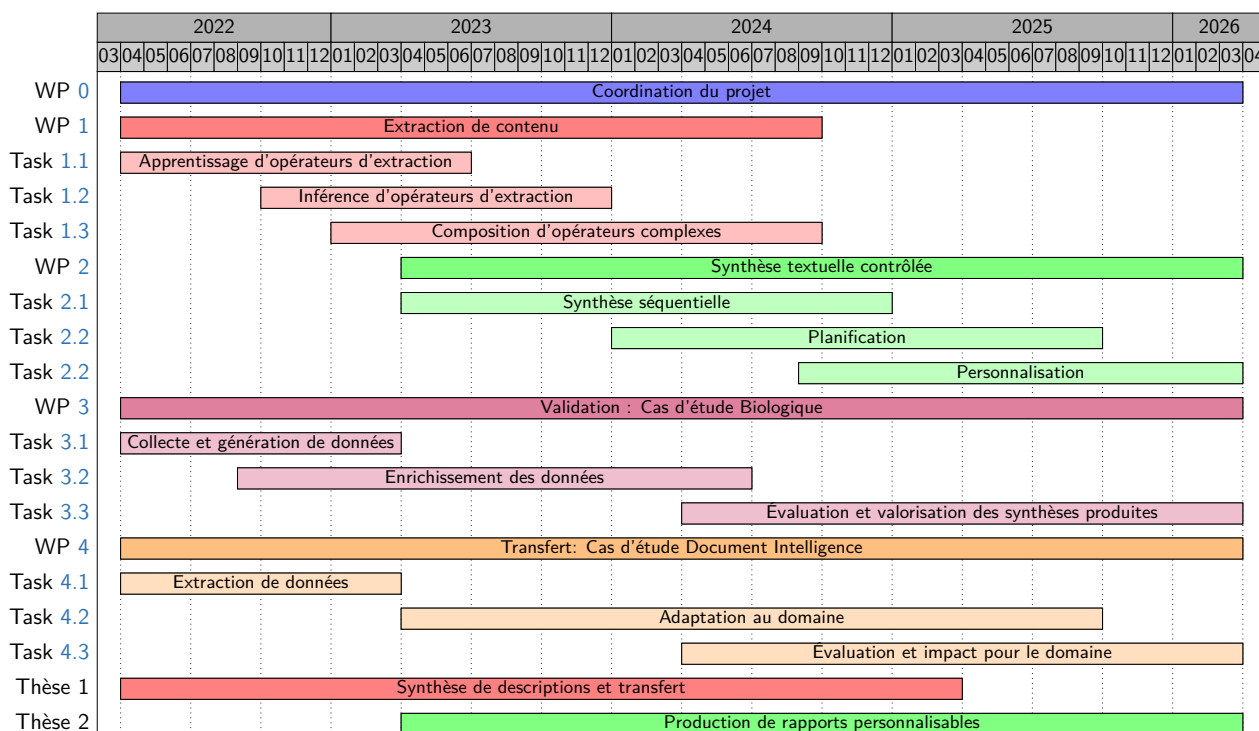 2022 2023 2024 2025 2026
03 04 05 06 07 08 09 10 11 12 01 02 03 04 05 06 07 08 09 10 11 12 01 02 03 04 05 06 07 08 09 10 11 12 01 02 03 04 05 06 07 08 09 10 11 12 01 02 03 04
WP 0 Coordination du projet
WP 1 Extraction de contenu
Task 1.1 Apprentissage d'opérateurs d'extraction
Task 1.2 Inférence d'opérateurs d'extraction
Task 1.3 Composition d'opérateurs complexes
WP 2 Synthèse textuelle contrôlée
Task 2.1 Synthèse séquentielle
Task 2.2 Planification
Task 2.2 Personnalisation
WP 3 Validation : Cas d'étude Biologique
Task 3.1 Collecte et génération de données
Task 3.2 Enrichissement des données
Task 3.3 Évaluation et valorisation des synthèses produites
WP 4 Transfert: Cas d'étude Document Intelligence
Task 4.1 Extraction de données
Task 4.2 Adaptation au domaine
Task 4.3 Évaluation et impact pour le domaine
Thèse 1 Synthèse de descriptions et transfert
Thèse 2 Production de rapports personnalisables